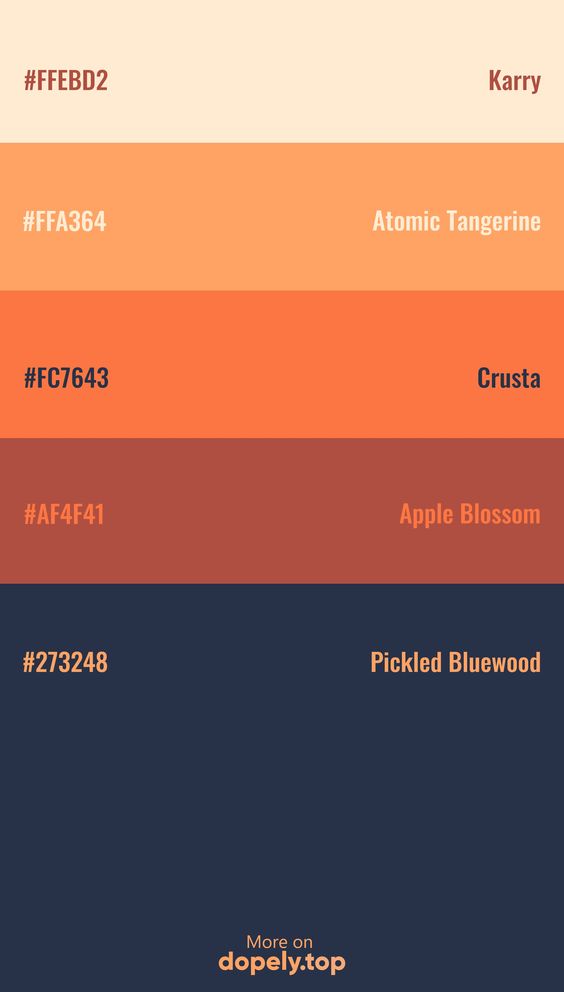 #FFEBD2 Karry
#FFA364 Atomic Tangerine
#FC7643 Crusta
#AF4F41 Apple Blossom
#273248 Pickled Bluewood
More on
dopely.top